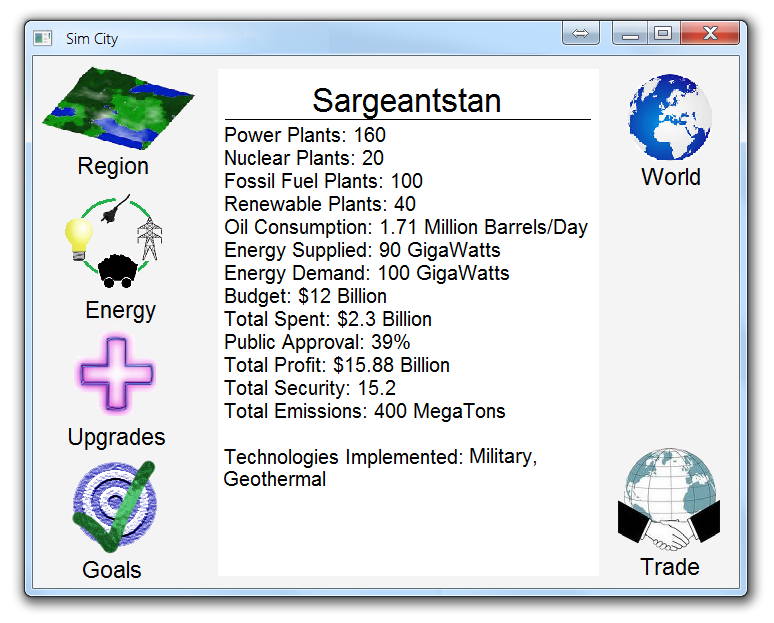 Sim City
Region
Energy
Upgrades
Goals
Sargeantstan
Power Plants: 160
Nuclear Plants: 20
Fossil Fuel Plants: 100
Renewable Plants: 40
Oil Consumption: 1.71 Million Barrels/Day
Energy Supplied: 90 GigaWatts
Energy Demand: 100 GigaWatts
Budget: $12 Billion
Total Spent: $2.3 Billion
Public Approval: 39%
Total Profit: $15.88 Billion
Total Security: 15.2
Total Emissions: 400 MegaTons
Technologies Implemented: Military,
Geothermal
World
Trade